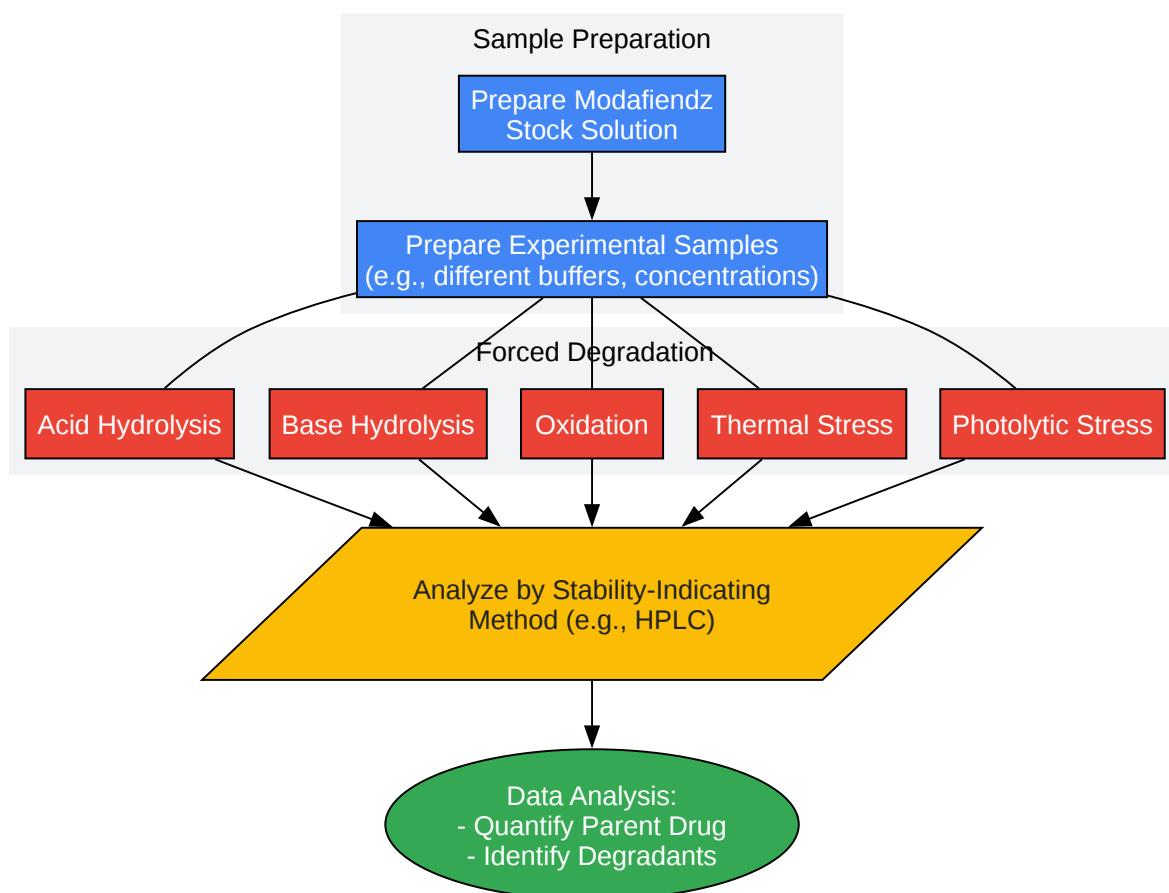 Sample Preparation
Prepare Modafiendz
Stock Solution
Prepare Experimental Samples
(e.g., different buffers, concentrations)
Forced Degradation
Acid Hydrolysis
Base Hydrolysis
Oxidation
Thermal Stress
Photolytic Stress
Analyze by Stability-Indicating
Method (e.g., HPLC)
Data Analysis:
- Quantify Parent Drug
- Identify Degradants